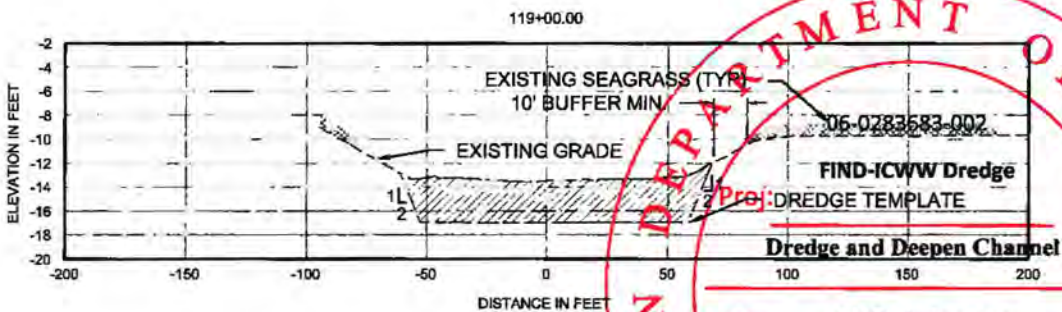 119+00.00
-2
-4
-6
-8
-10
-12
-14
-16
-18
-20
ELEVATION IN FEET
EXISTING SEAGRASS (TYP)
10' BUFFER MIN.
06-0283683-002
EXISTING GRADE
FIND-ICWW Dredge
1
2
1
2
Proj:
DREDGE TEMPLATE
Dredge and Deepen Channel
-200
-150
-100
-50
0
50
100
150
200
DISTANCE IN FEET
N DEPARTMENT O